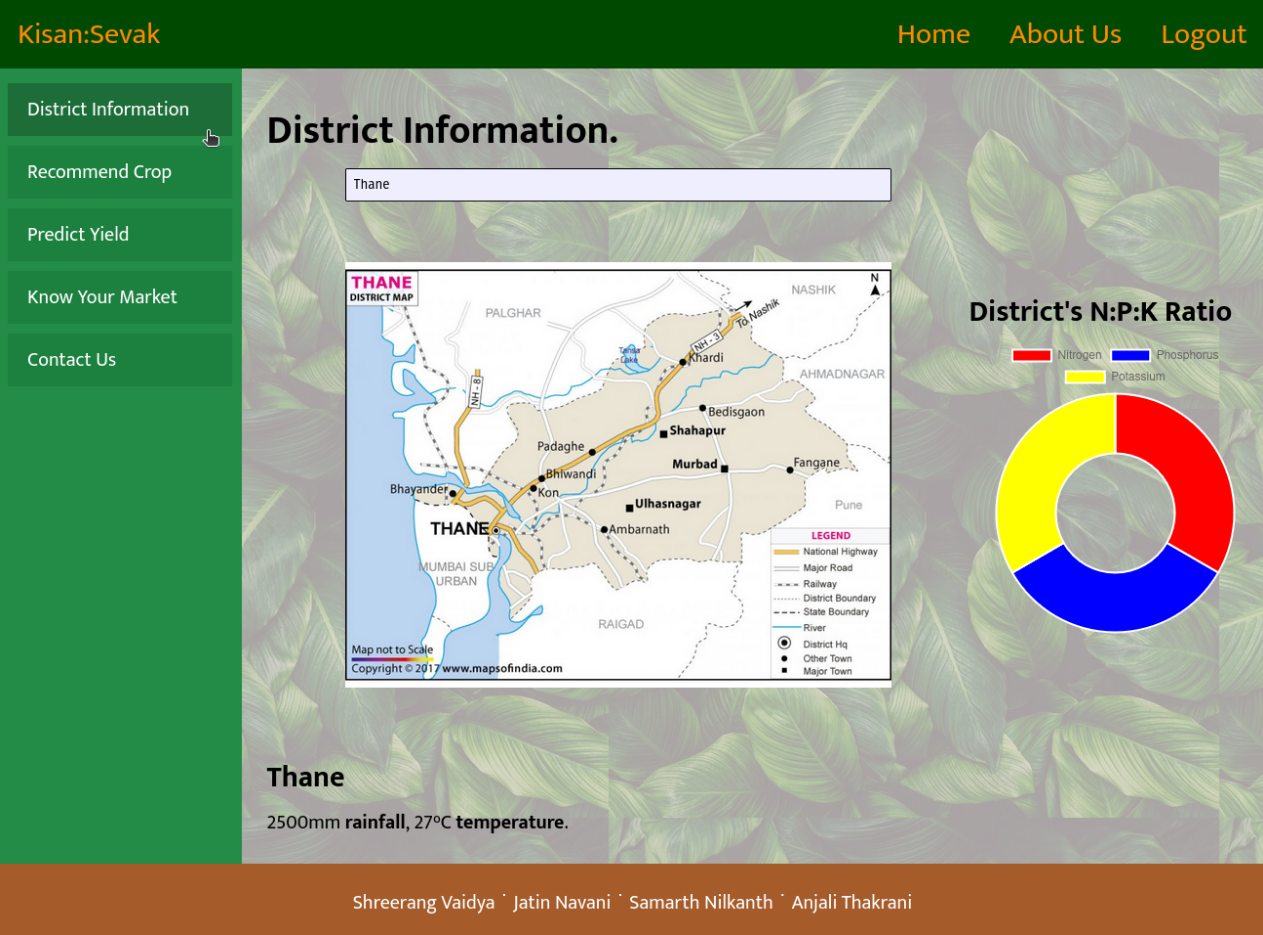 Kisan:Sevak
Home About Us Logout
District Information
Recommend Crop
Predict Yield
Know Your Market
Contact Us
District Information.
Thane
THANE
DISTRICT MAP
N
PALGHAR
NASHIK
To Nashik
NH - 3
Tansa
Lake
Khardi
AHMADNAGAR
NH - 8
Bedisgaon
Shahapur
Padaghe
Murbad
Fangane
Bhiwandi
Bhayander
Kon
Ulhasnagar
Pune
THANE
Ambarnath
MUMBAI SUB
URBAN
RAIGAD
LEGEND
National Highway
Major Road
Railway
District Boundary
State Boundary
River
District Hq
Other Town
Major Town
Map not to Scale
Copyright © 2017 www.mapsofindia.com
District's N:P:K Ratio
Nitrogen Phosphorus
Potassium
Thane
2500mm rainfall, 27ºC temperature.
Shreerang Vaidya ˙ Jatin Navani ˙ Samarth Nilkanth ˙ Anjali Thakrani